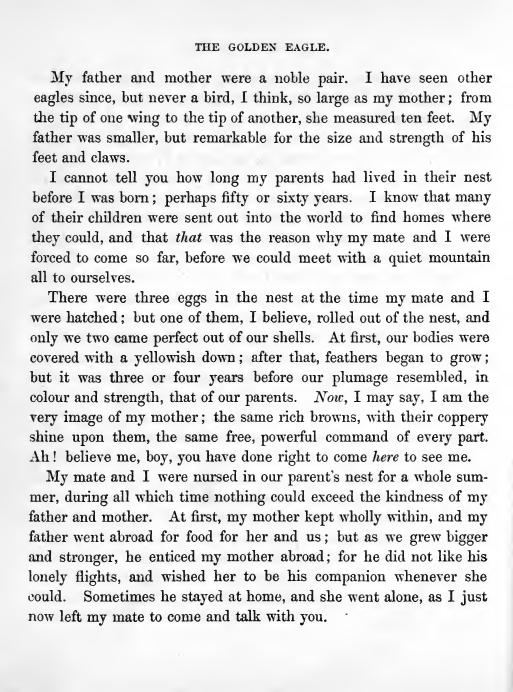 THE GOLDEN EAGLE.
My father and mother were a noble pair. I have seen other
eagles since, but never a bird, I think, so large as my mother; from
the tip of one wing to the tip of another, she measured ten feet. My
father was smaller, but remarkable for the size and strength of his
feet and claws.
I cannot tell you how long my parents had lived in their nest
before I was born; perhaps fifty or sixty years. I know that many
of their children were sent out into the world to find homes where
they could, and that that was the reason why my mate and I were
forced to come so far, before we could meet with a quiet mountain
all to ourselves.
There were three eggs in the nest at the time my mate and I
were hatched; but one of them, I believe, rolled out of the nest, and
only we two came perfect out of our shells. At first, our bodies were
covered with a yellowish down; after that, feathers began to grow;
but it was three or four years before our plumage resembled, in
colour and strength, that of our parents. Now, I may say, I am the
very image of my mother; the same rich browns, with their coppery
shine upon them, the same free, powerful command of every part.
Ah! believe me, boy, you have done right to come here to see me.
My mate and I were nursed in our parent's nest for a whole sum-
mer, during all which time nothing could exceed the kindness of my
father and mother. At first, my mother kept wholly within, and my
father went abroad for food for her and us; but as we grew bigger
and stronger, he enticed my mother abroad; for he did not like his
lonely flights, and wished her to be his companion whenever she
could. Sometimes he stayed at home, and she went alone, as I just
now left my mate to come and talk with you.